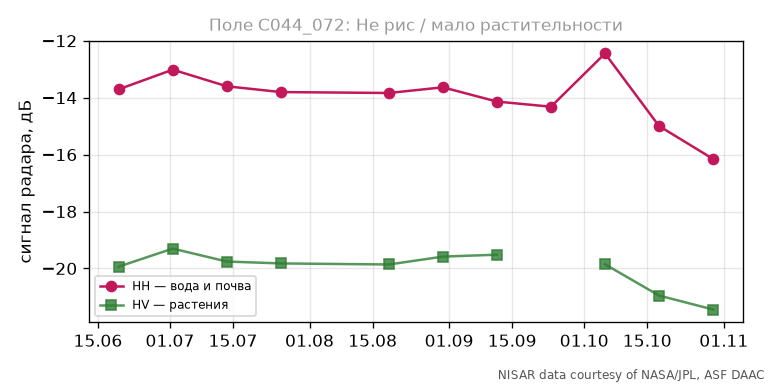 Поле C044_072: Не рис / мало растительности
сигнал радара, дБ
−12
−14
−16
−18
−20
HH — вода и почва
HV — растения
15.06 01.07 15.07 01.08 15.08 01.09 15.09 01.10 15.10 01.11
NISAR data courtesy of NASA/JPL, ASF DAAC